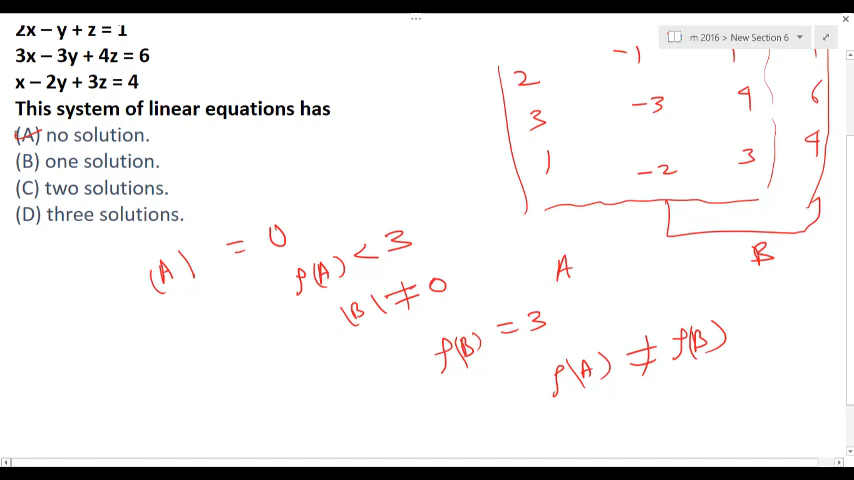 2x – y + z = 1
3x – 3y + 4z = 6
x – 2y + 3z = 4
This system of linear equations has
(A) no solution.
(B) one solution.
(C) two solutions.
(D) three solutions.
m 2016 > New Section 6
2 -1 1 1
3 -3 4 6
1 -2 3 4
A
B
|A| = 0
ρ(A) < 3
|B| ≠ 0
ρ(B) = 3
ρ(A) ≠ ρ(B)